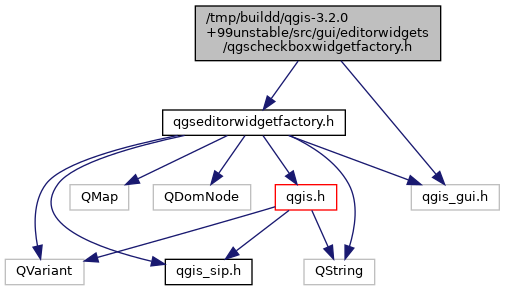 /tmp/buildd/qgis-3.2.0
+99unstable/src/gui/editorwidgets
/qgscheckboxwidgetfactory.h
qgseditorwidgetfactory.h
QMap
QDomNode
qgis.h
qgis_gui.h
QVariant
qgis_sip.h
QString